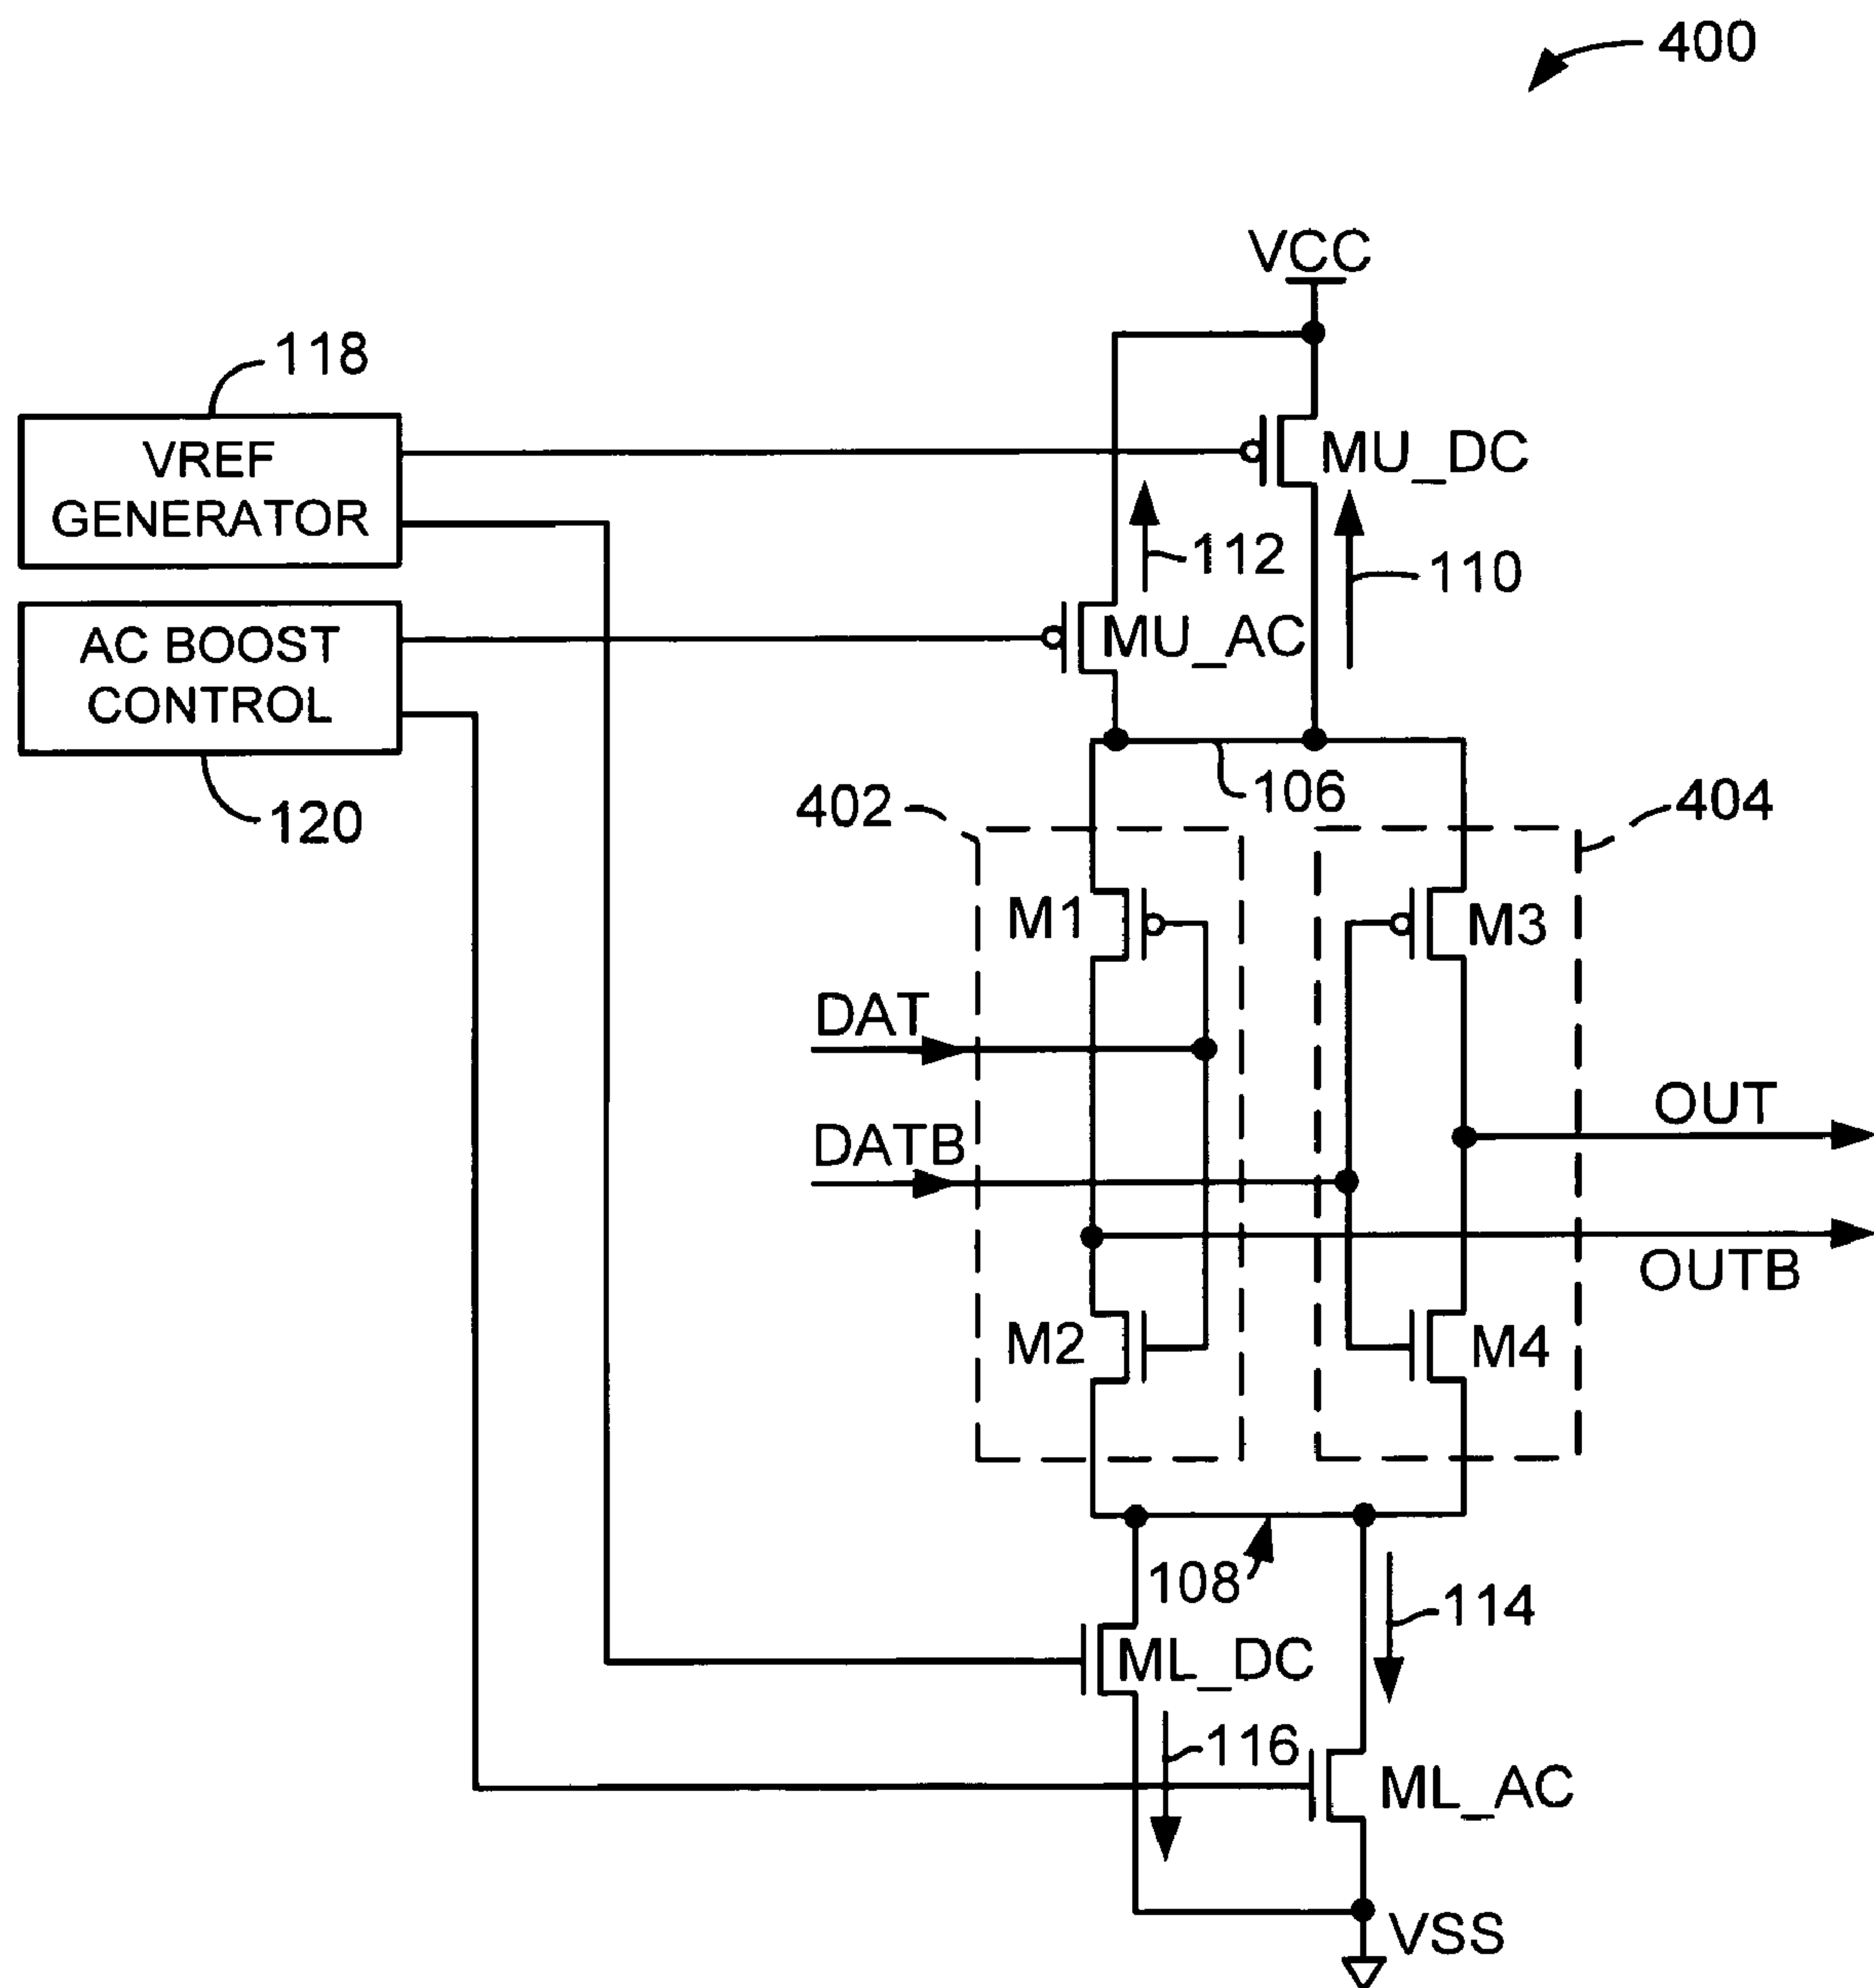 400
VCC
118
VREF
GENERATOR
MU_DC
112
110
AC BOOST
CONTROL
MU_AC
120
106
402
404
M1
M3
DAT
OUT
DATB
OUTB
M2
M4
108
114
ML_DC
116
ML_AC
VSS